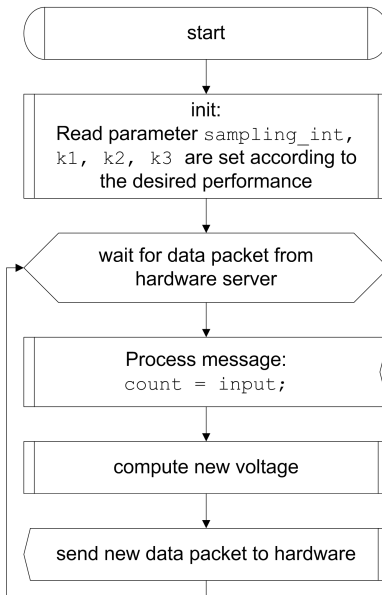 start
init:
Read parameter sampling_int,
k1, k2, k3 are set according to
the desired performance
wait for data packet from
hardware server
Process message:
count = input;
compute new voltage
send new data packet to hardware